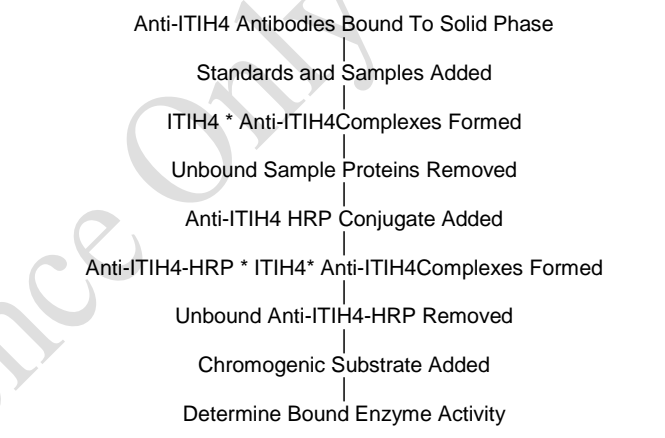 Anti-ITIH4 Antibodies Bound To Solid Phase
Standards and Samples Added
ITIH4 * Anti-ITIH4Complexes Formed
Unbound Sample Proteins Removed
Anti-ITIH4 HRP Conjugate Added
Anti-ITIH4-HRP * ITIH4* Anti-ITIH4Complexes Formed
Unbound Anti-ITIH4-HRP Removed
Chromogenic Substrate Added
Determine Bound Enzyme Activity